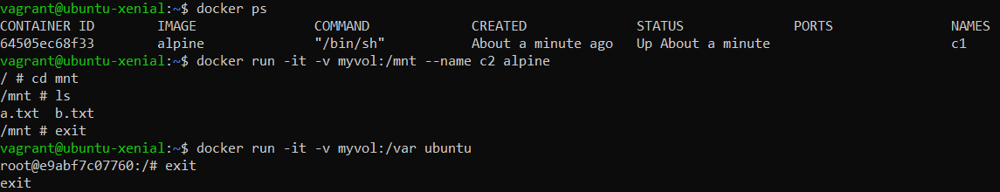 vagrant@ubuntu-xenial:~$ docker ps
CONTAINER ID        IMAGE               COMMAND             CREATED              STATUS              PORTS               NAMES
64505ec68f33        alpine              "/bin/sh"           About a minute ago   Up About a minute                       c1
vagrant@ubuntu-xenial:~$ docker run -it -v myvol:/mnt --name c2 alpine
/ # cd mnt
/mnt # ls
a.txt  b.txt
/mnt # exit
vagrant@ubuntu-xenial:~$ docker run -it -v myvol:/var ubuntu
root@e9abf7c07760:/# exit
exit